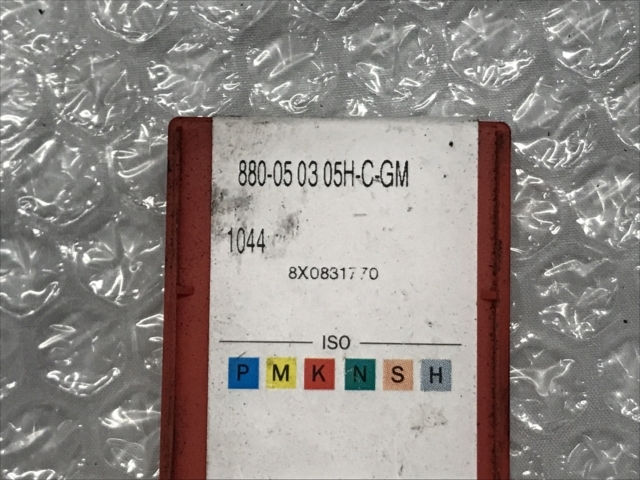 880-05 03 05H-C-GM
1044
8X0831770
ISO
P M K N S H